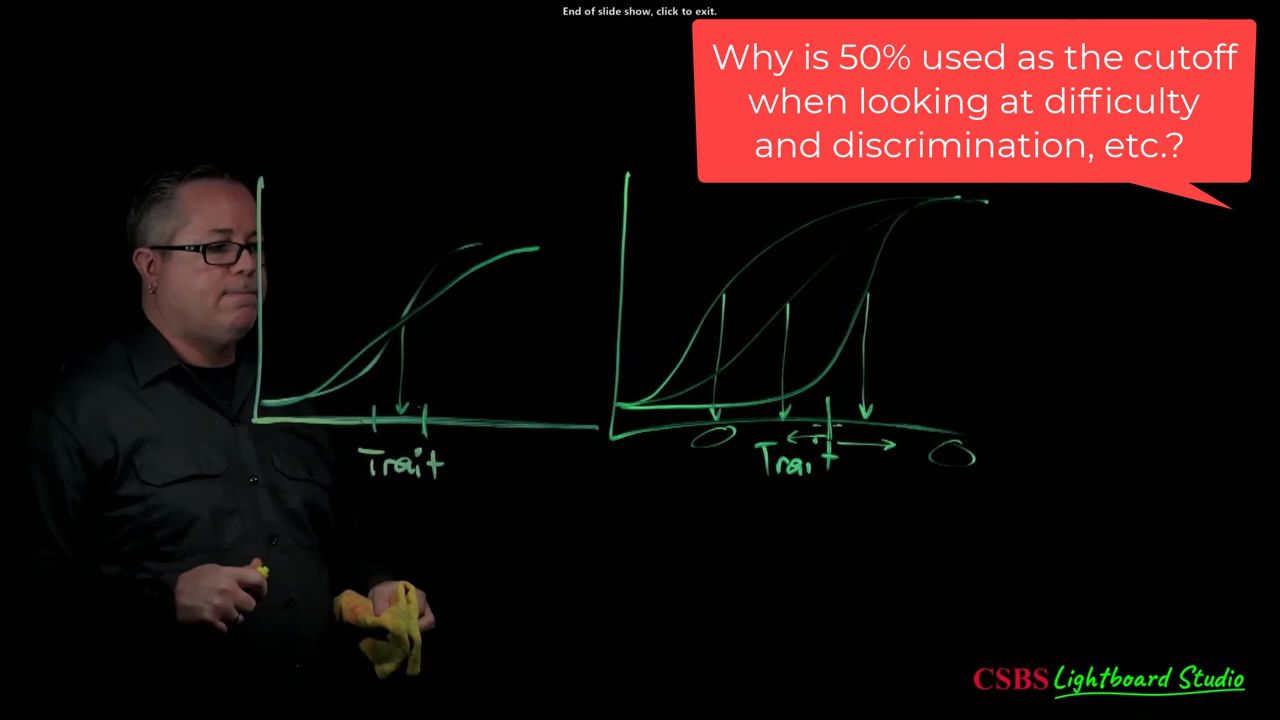 End of slide show, click to exit.
Why is 50% used as the cutoff
when looking at difficulty
and discrimination, etc.?
Trait
Trait
CSBS Lightboard Studio